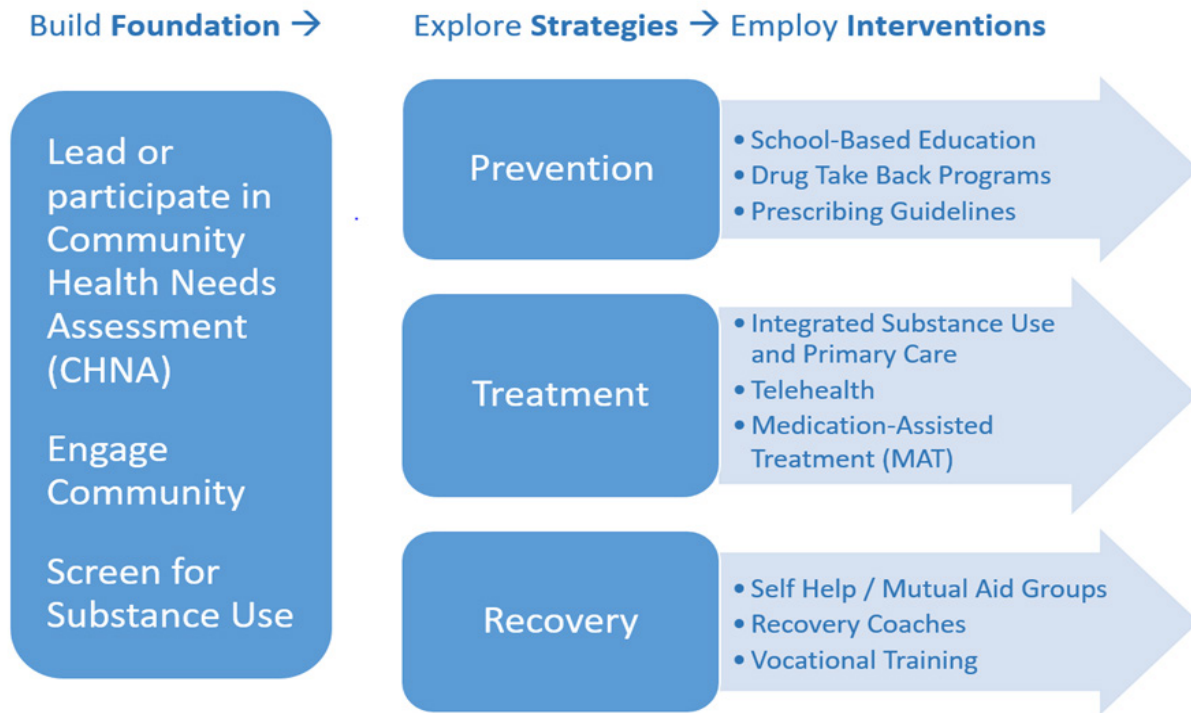 Build Foundation →
Explore Strategies → Employ Interventions
Lead or
participate in
Community
Health Needs
Assessment
(CHNA)
Engage
Community
Screen for
Substance Use
Prevention
• School-Based Education
• Drug Take Back Programs
• Prescribing Guidelines
Treatment
• Integrated Substance Use
and Primary Care
• Telehealth
• Medication-Assisted
Treatment (MAT)
Recovery
• Self Help / Mutual Aid Groups
• Recovery Coaches
• Vocational Training